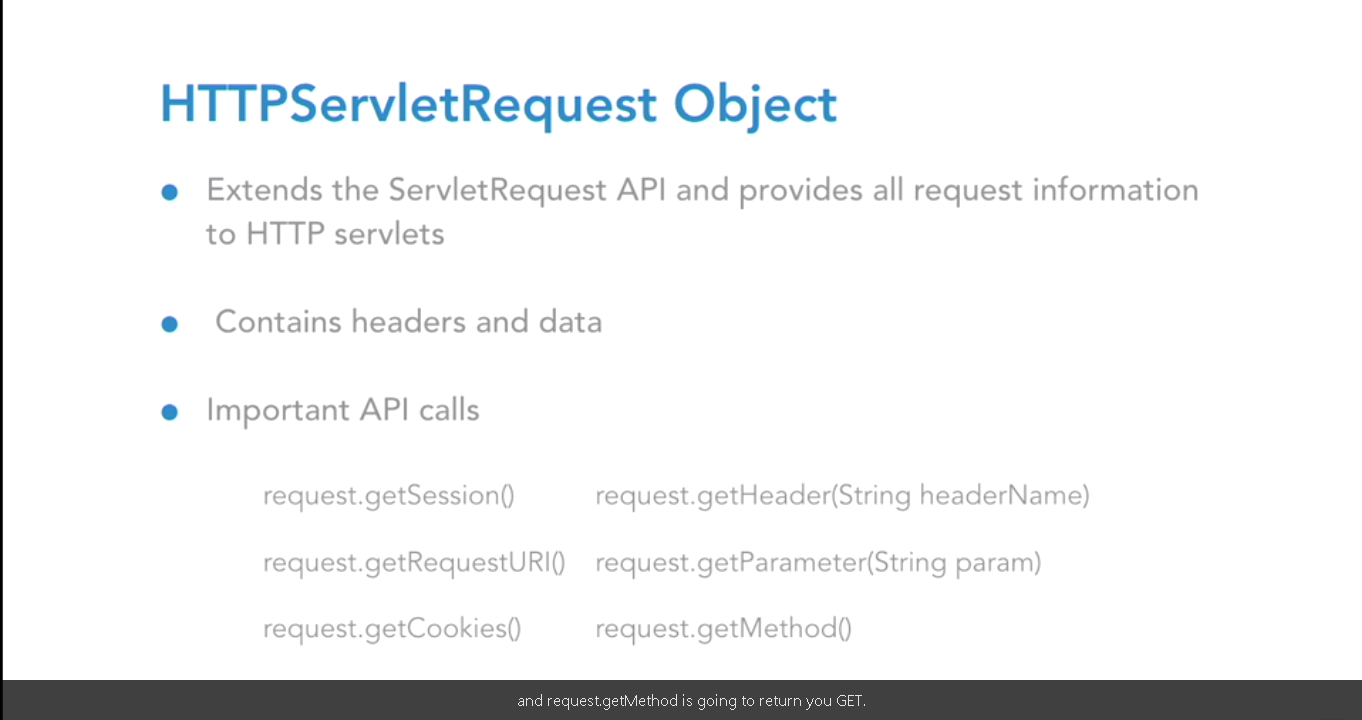 HTTPServletRequest Object
Extends the ServletRequest API and provides all request information
to HTTP servlets
Contains headers and data
Important API calls
request.getSession() request.getHeader(String headerName)
request.getRequestURI() request.getParameter(String param)
request.getCookies() request.getMethod()
and request.getMethod is going to return you GET.